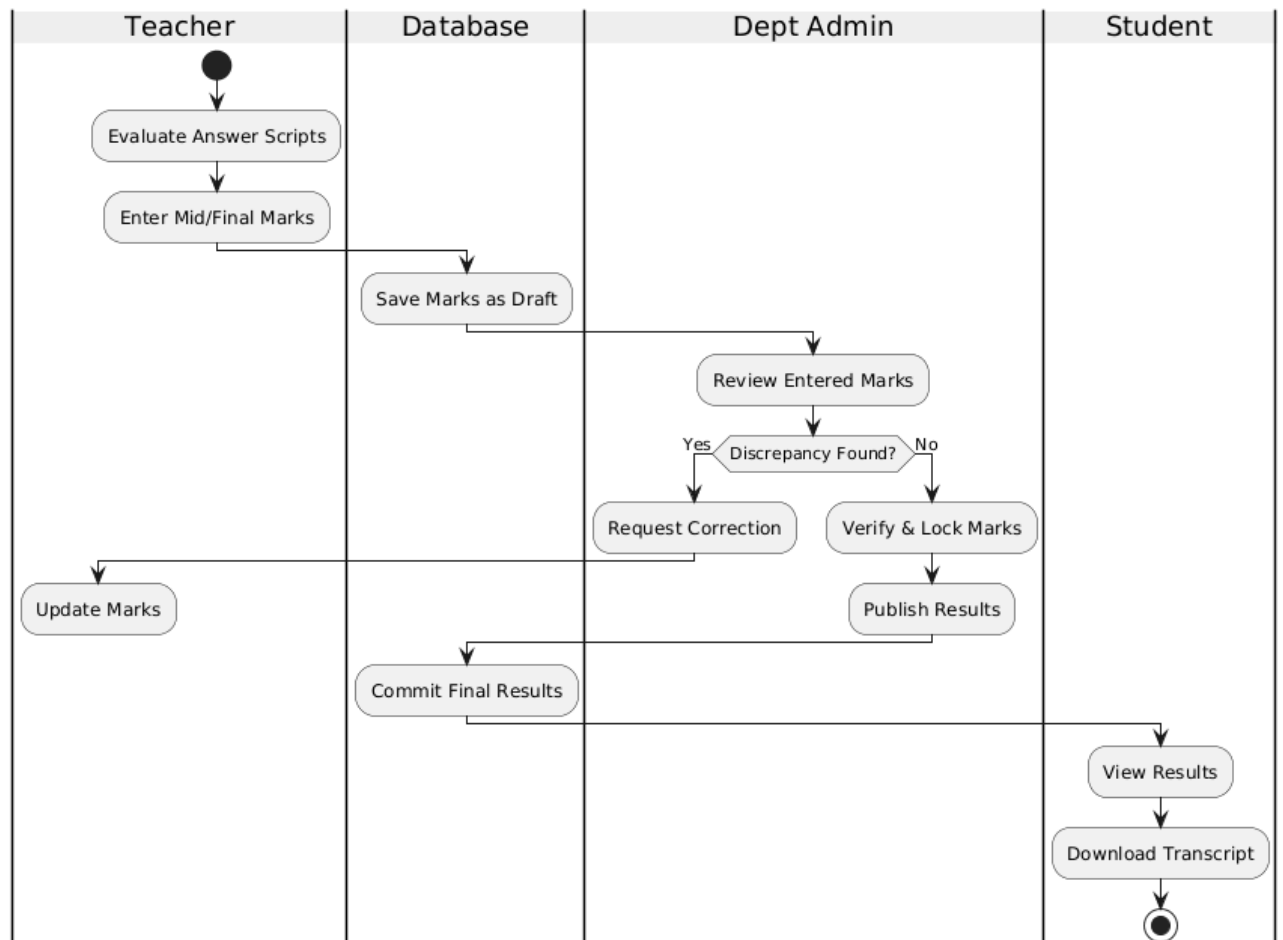 Teacher
Database
Dept Admin
Student
Evaluate Answer Scripts
Enter Mid/Final Marks
Save Marks as Draft
Review Entered Marks
Yes
Discrepancy Found?
No
Request Correction
Verify & Lock Marks
Update Marks
Publish Results
Commit Final Results
View Results
Download Transcript